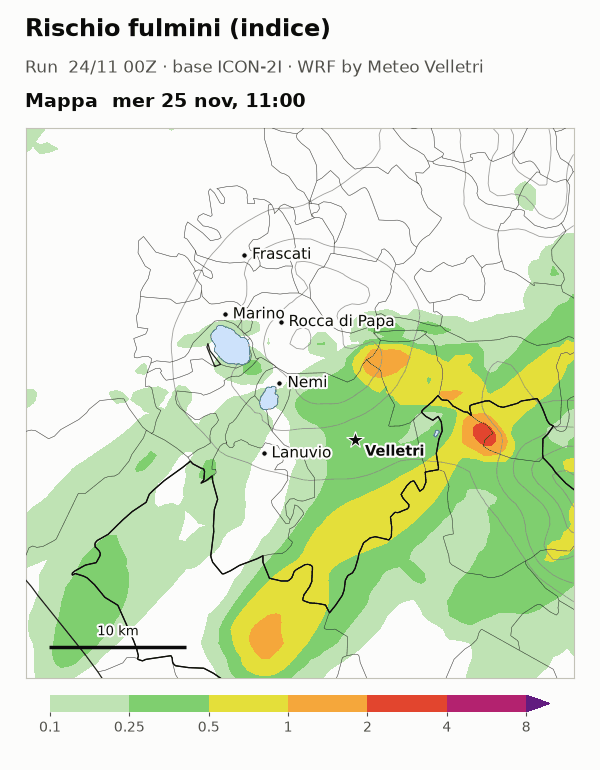 Rischio fulmini (indice)
Run  24/11 00Z · base ICON-2I · WRF by Meteo Velletri
Mappa  mer 25 nov, 11:00
Frascati
Marino
Rocca di Papa
Nemi
Velletri
Lanuvio
10 km
0.1 0.25 0.5 1 2 4 8